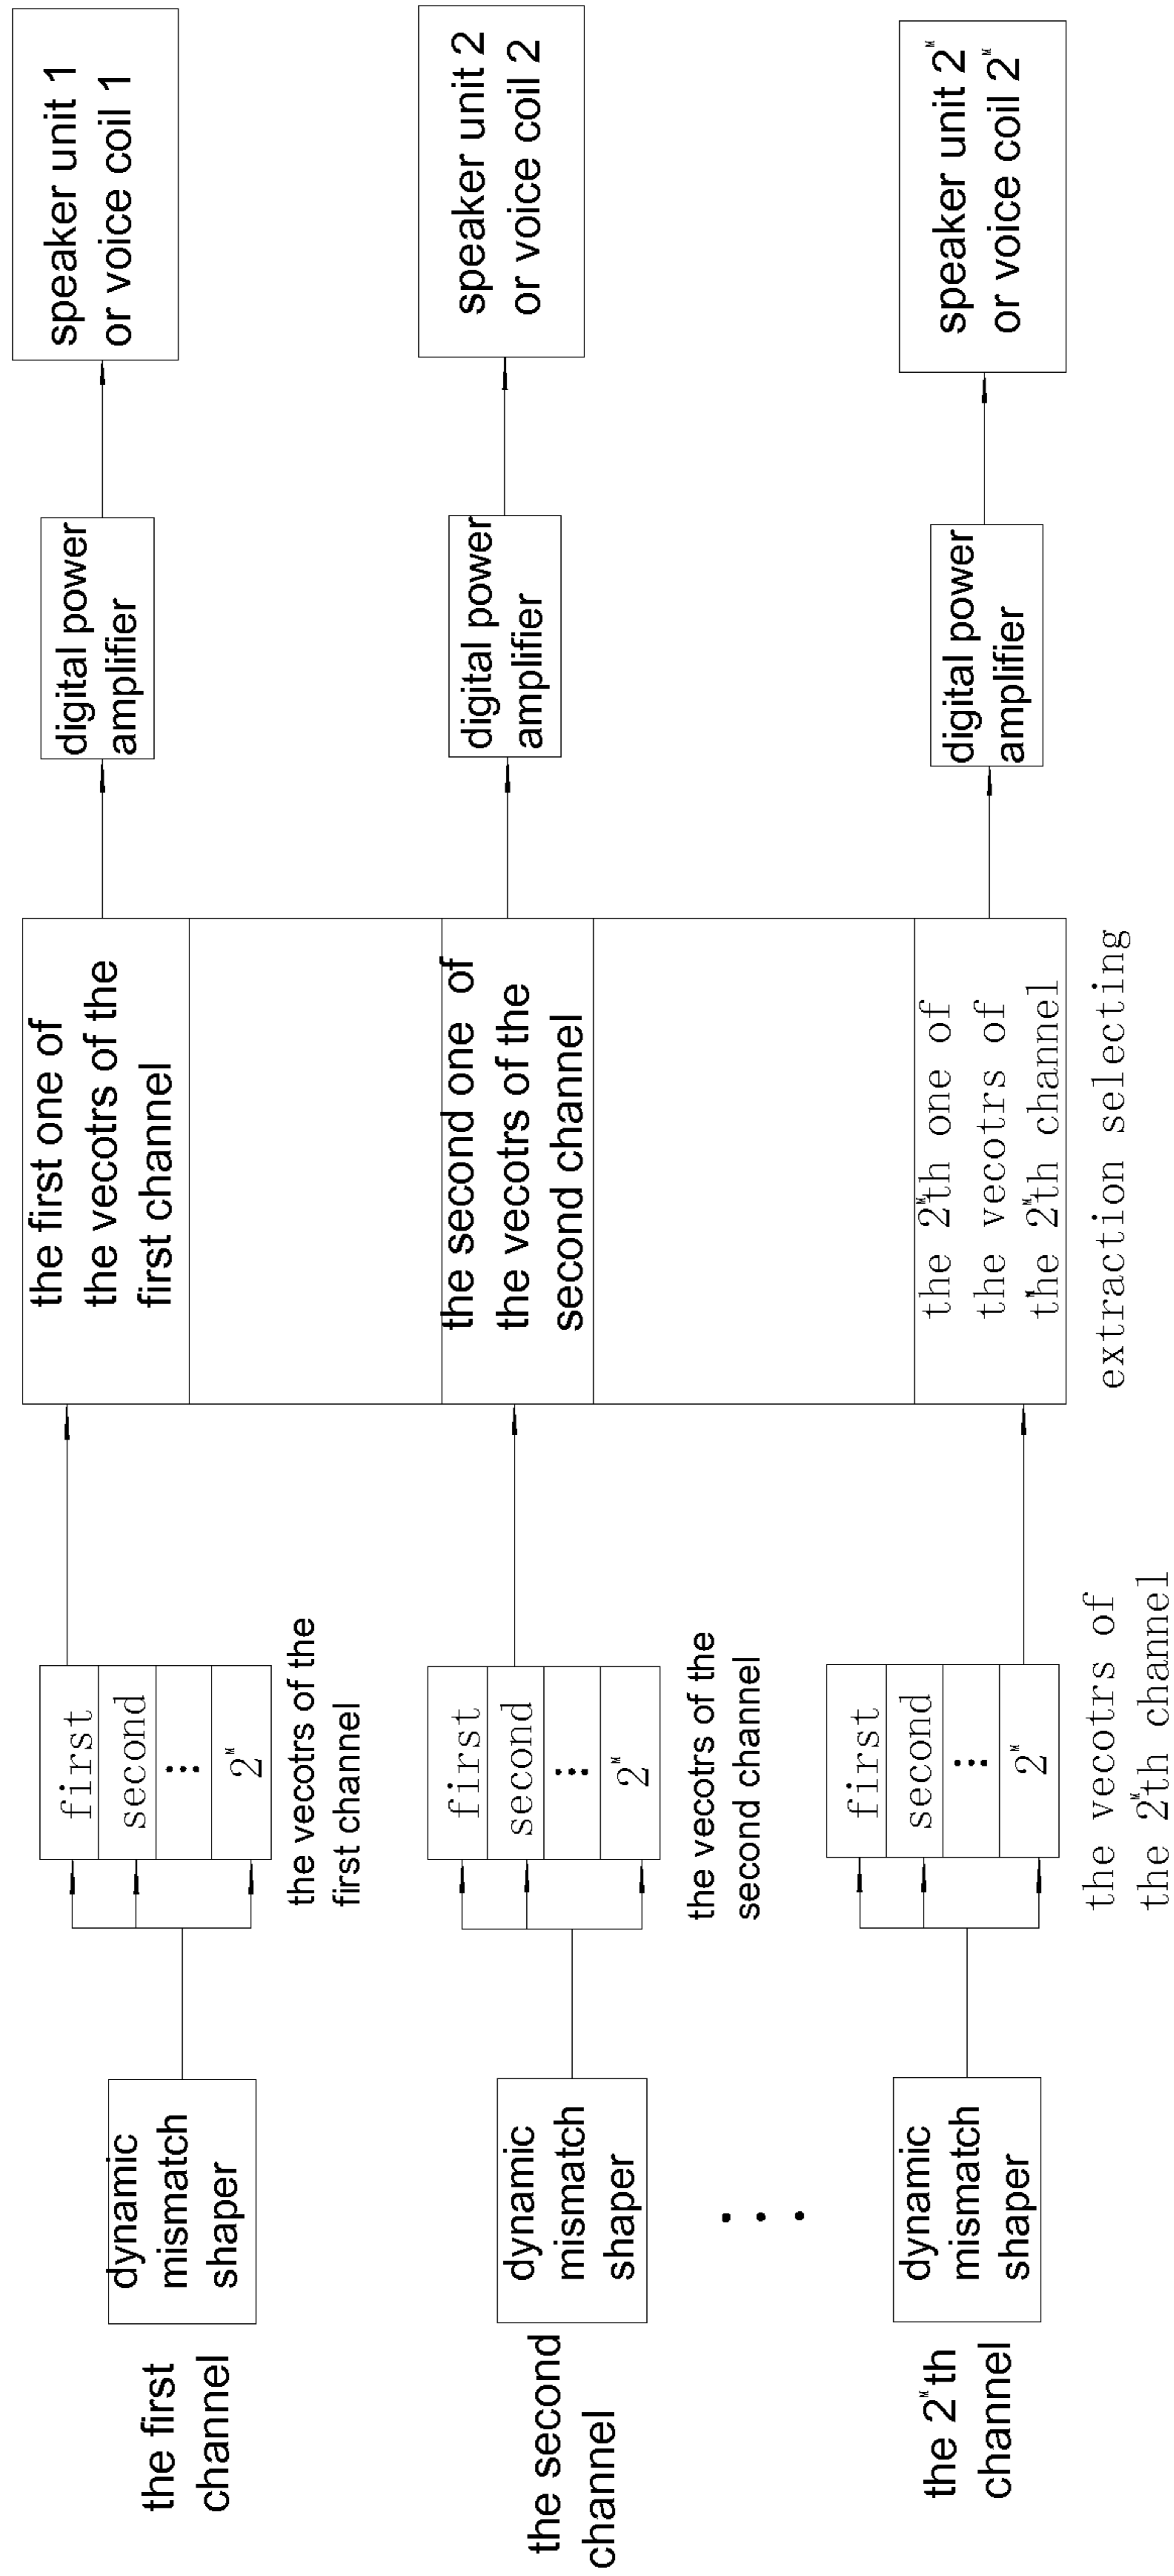 the first
channel
dynamic
mismatch
shaper
first
second
⋮
2ᴹ
the vecotrs of the
first channel
the first one of
the vecotrs of the
first channel
digital power
amplifier
speaker unit 1
or voice coil 1
the second
channel
dynamic
mismatch
shaper
first
second
⋮
2ᴹ
the vecotrs of the
second channel
the second one of
the vecotrs of the
second channel
digital power
amplifier
speaker unit 2
or voice coil 2
. . .
the 2ᴹth
channel
dynamic
mismatch
shaper
first
second
⋮
2ᴹ
the vecotrs of
the 2ᴹth channel
the 2ᴹth one of
the vecotrs of
the 2ᴹth channel
extraction selecting
digital power
amplifier
speaker unit 2ᴹ
or voice coil 2ᴹ